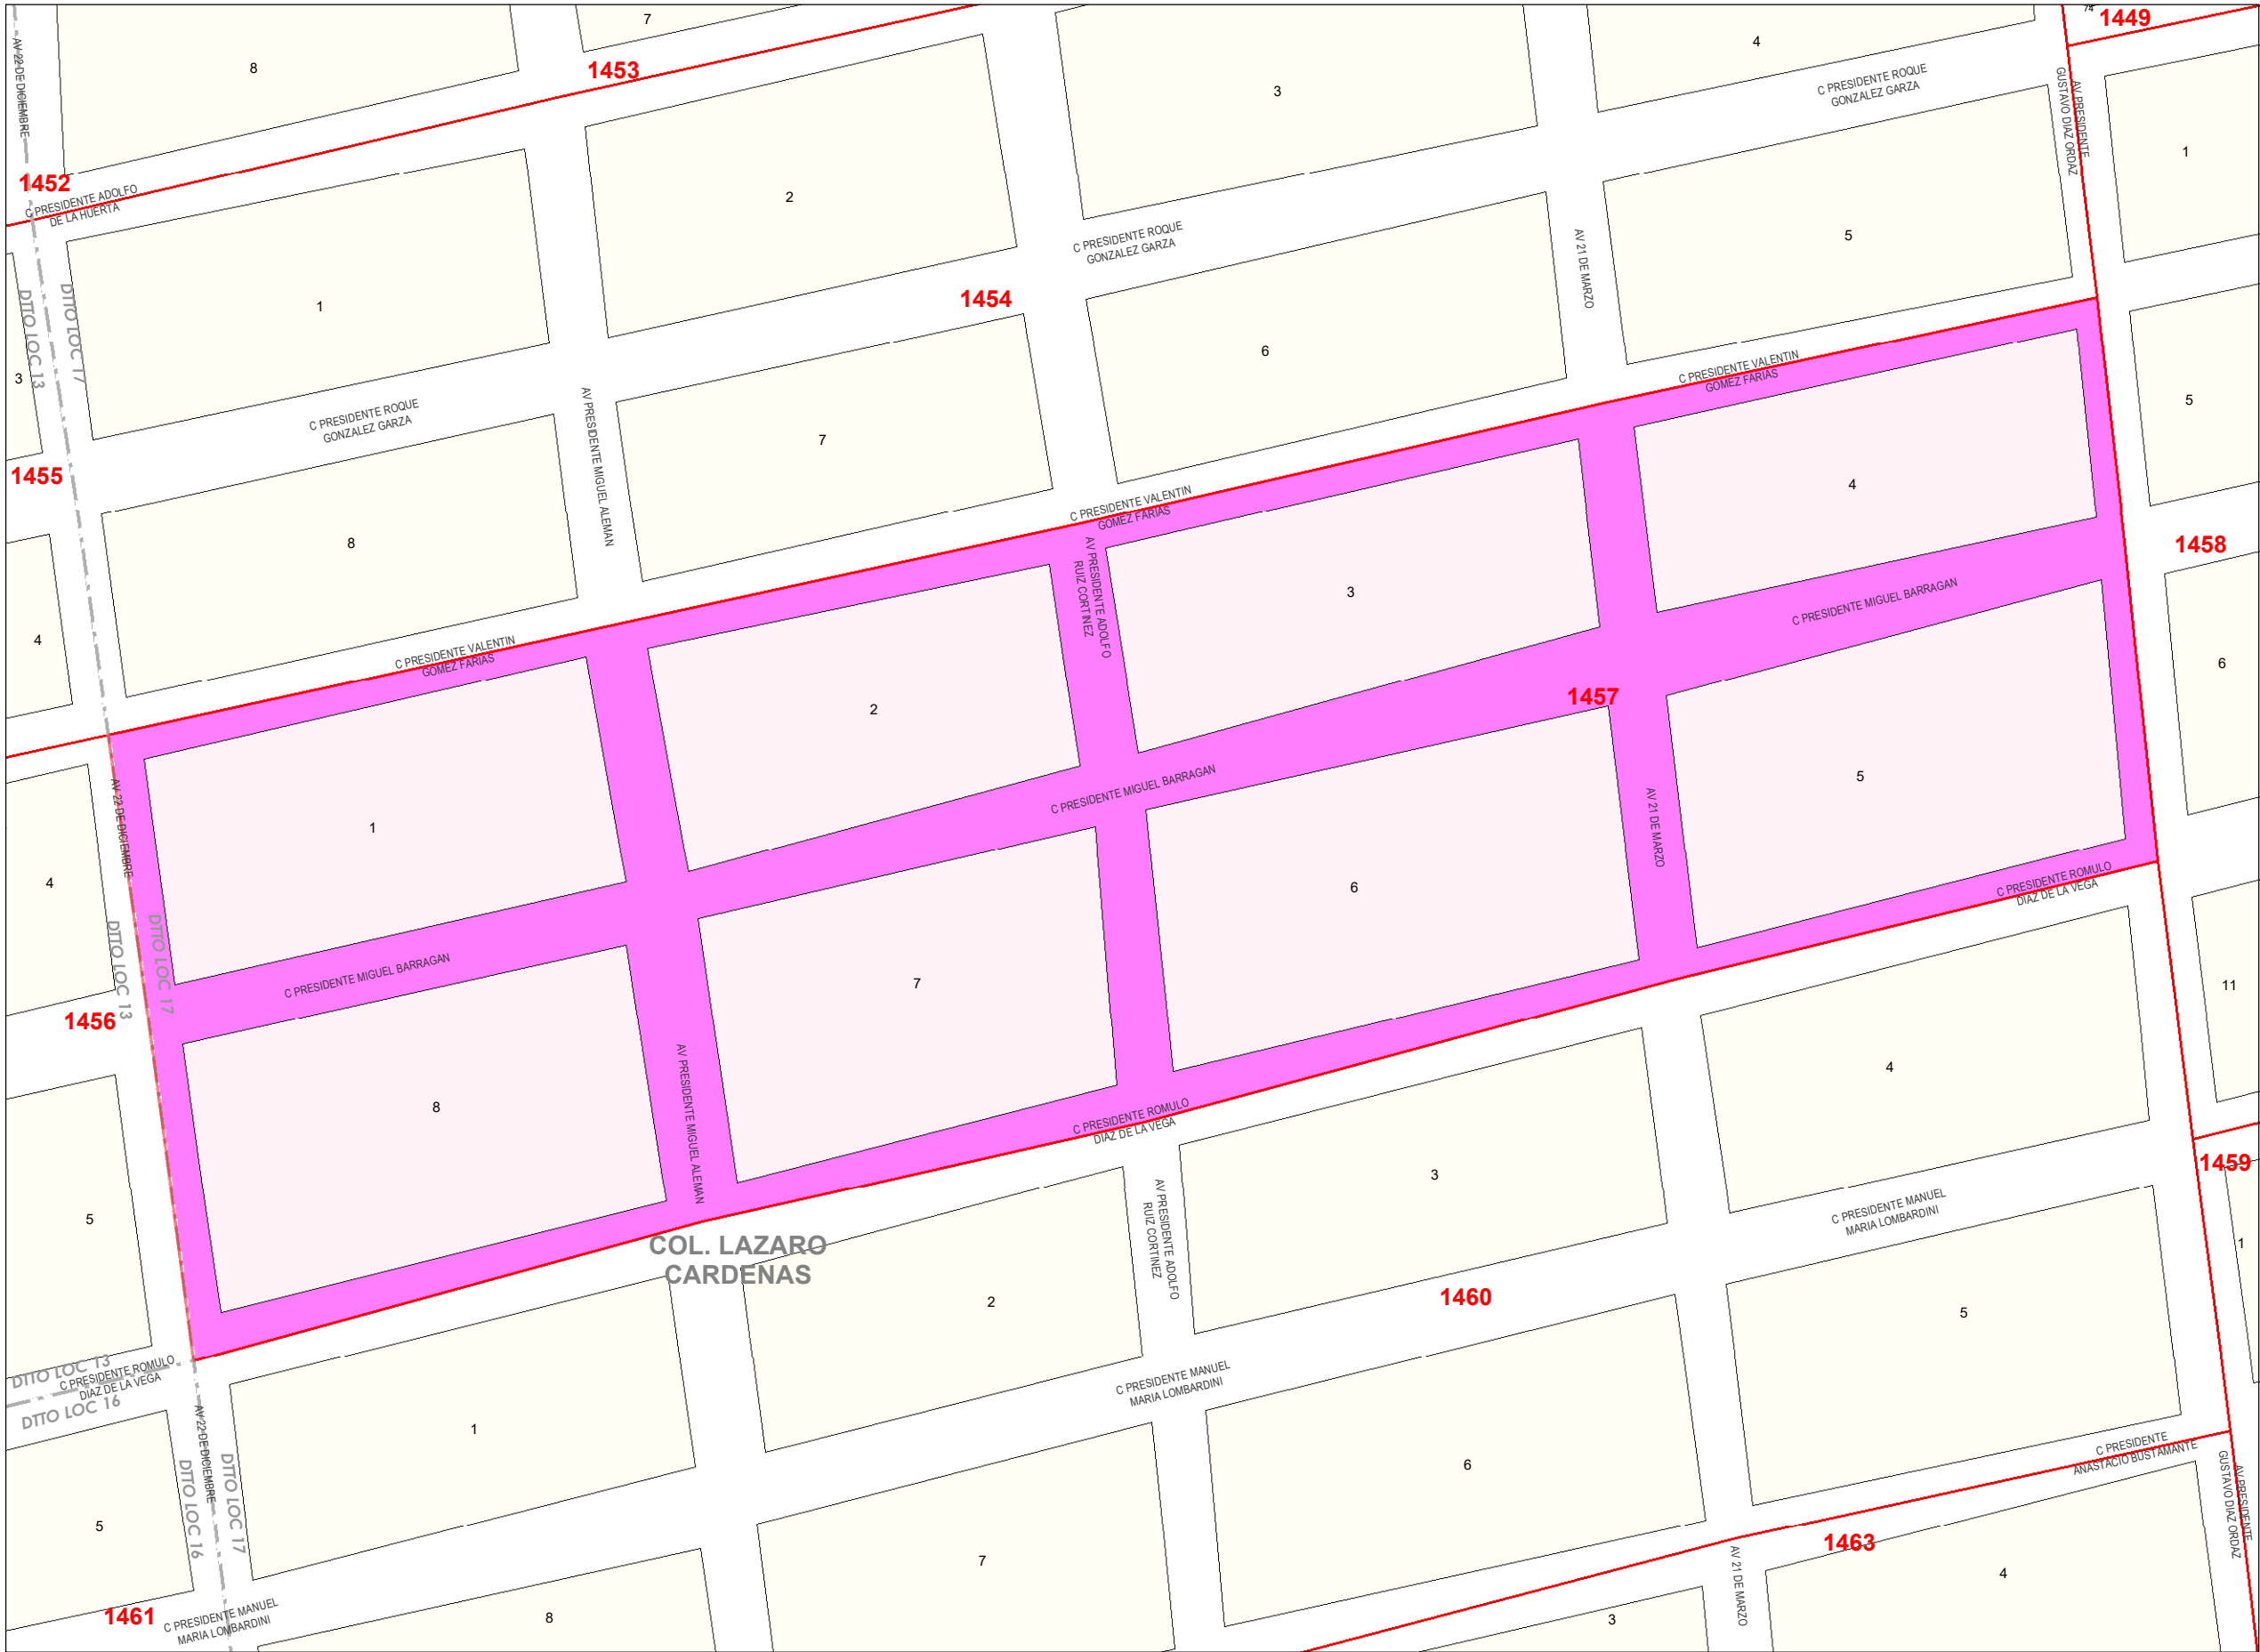 7
74
1449
8
4
1453
AV 22 DE DICIEMBRE
C PRESIDENTE ROQUE
GONZALEZ GARZA
3
AV PRESIDENTE
GUSTAVO DIAZ ORDAZ
1
1452
C PRESIDENTE ADOLFO
DE LA HUERTA
2
C PRESIDENTE ROQUE
GONZALEZ GARZA
5
AV 21 DE MARZO
DTTO LOC 13
DTTO LOC 17
1
1454
6
3
C PRESIDENTE VALENTIN
GOMEZ FARIAS
5
C PRESIDENTE ROQUE
GONZALEZ GARZA
AV PRESIDENTE MIGUEL ALEMAN
7
1455
4
C PRESIDENTE VALENTIN
GOMEZ FARIAS
8
1458
AV PRESIDENTE ADOLFO
RUIZ CORTINEZ
3
C PRESIDENTE MIGUEL BARRAGAN
4
C PRESIDENTE VALENTIN
GOMEZ FARIAS
6
2
1457
C PRESIDENTE MIGUEL BARRAGAN
5
AV 22 DE DICIEMBRE
1
AV 21 DE MARZO
4
6
C PRESIDENTE ROMULO
DIAZ DE LA VEGA
DTTO LOC 13
DTTO LOC 17
C PRESIDENTE MIGUEL BARRAGAN
7
11
1456
4
8
AV PRESIDENTE MIGUEL ALEMAN
C PRESIDENTE ROMULO
DIAZ DE LA VEGA
3
1459
5
AV PRESIDENTE ADOLFO
RUIZ CORTINEZ
C PRESIDENTE MANUEL
MARIA LOMBARDINI
1
COL. LAZARO
CARDENAS
2
1460
5
DTTO LOC 13
C PRESIDENTE ROMULO
DIAZ DE LA VEGA
DTTO LOC 16
C PRESIDENTE MANUEL
MARIA LOMBARDINI
1
AV 22 DE DICIEMBRE
DTTO LOC 16
DTTO LOC 17
6
C PRESIDENTE
ANASTACIO BUSTAMANTE
AV PRESIDENTE
GUSTAVO DIAZ ORDAZ
5
7
1463
AV 21 DE MARZO
4
1461
C PRESIDENTE MANUEL
MARIA LOMBARDINI
8
3